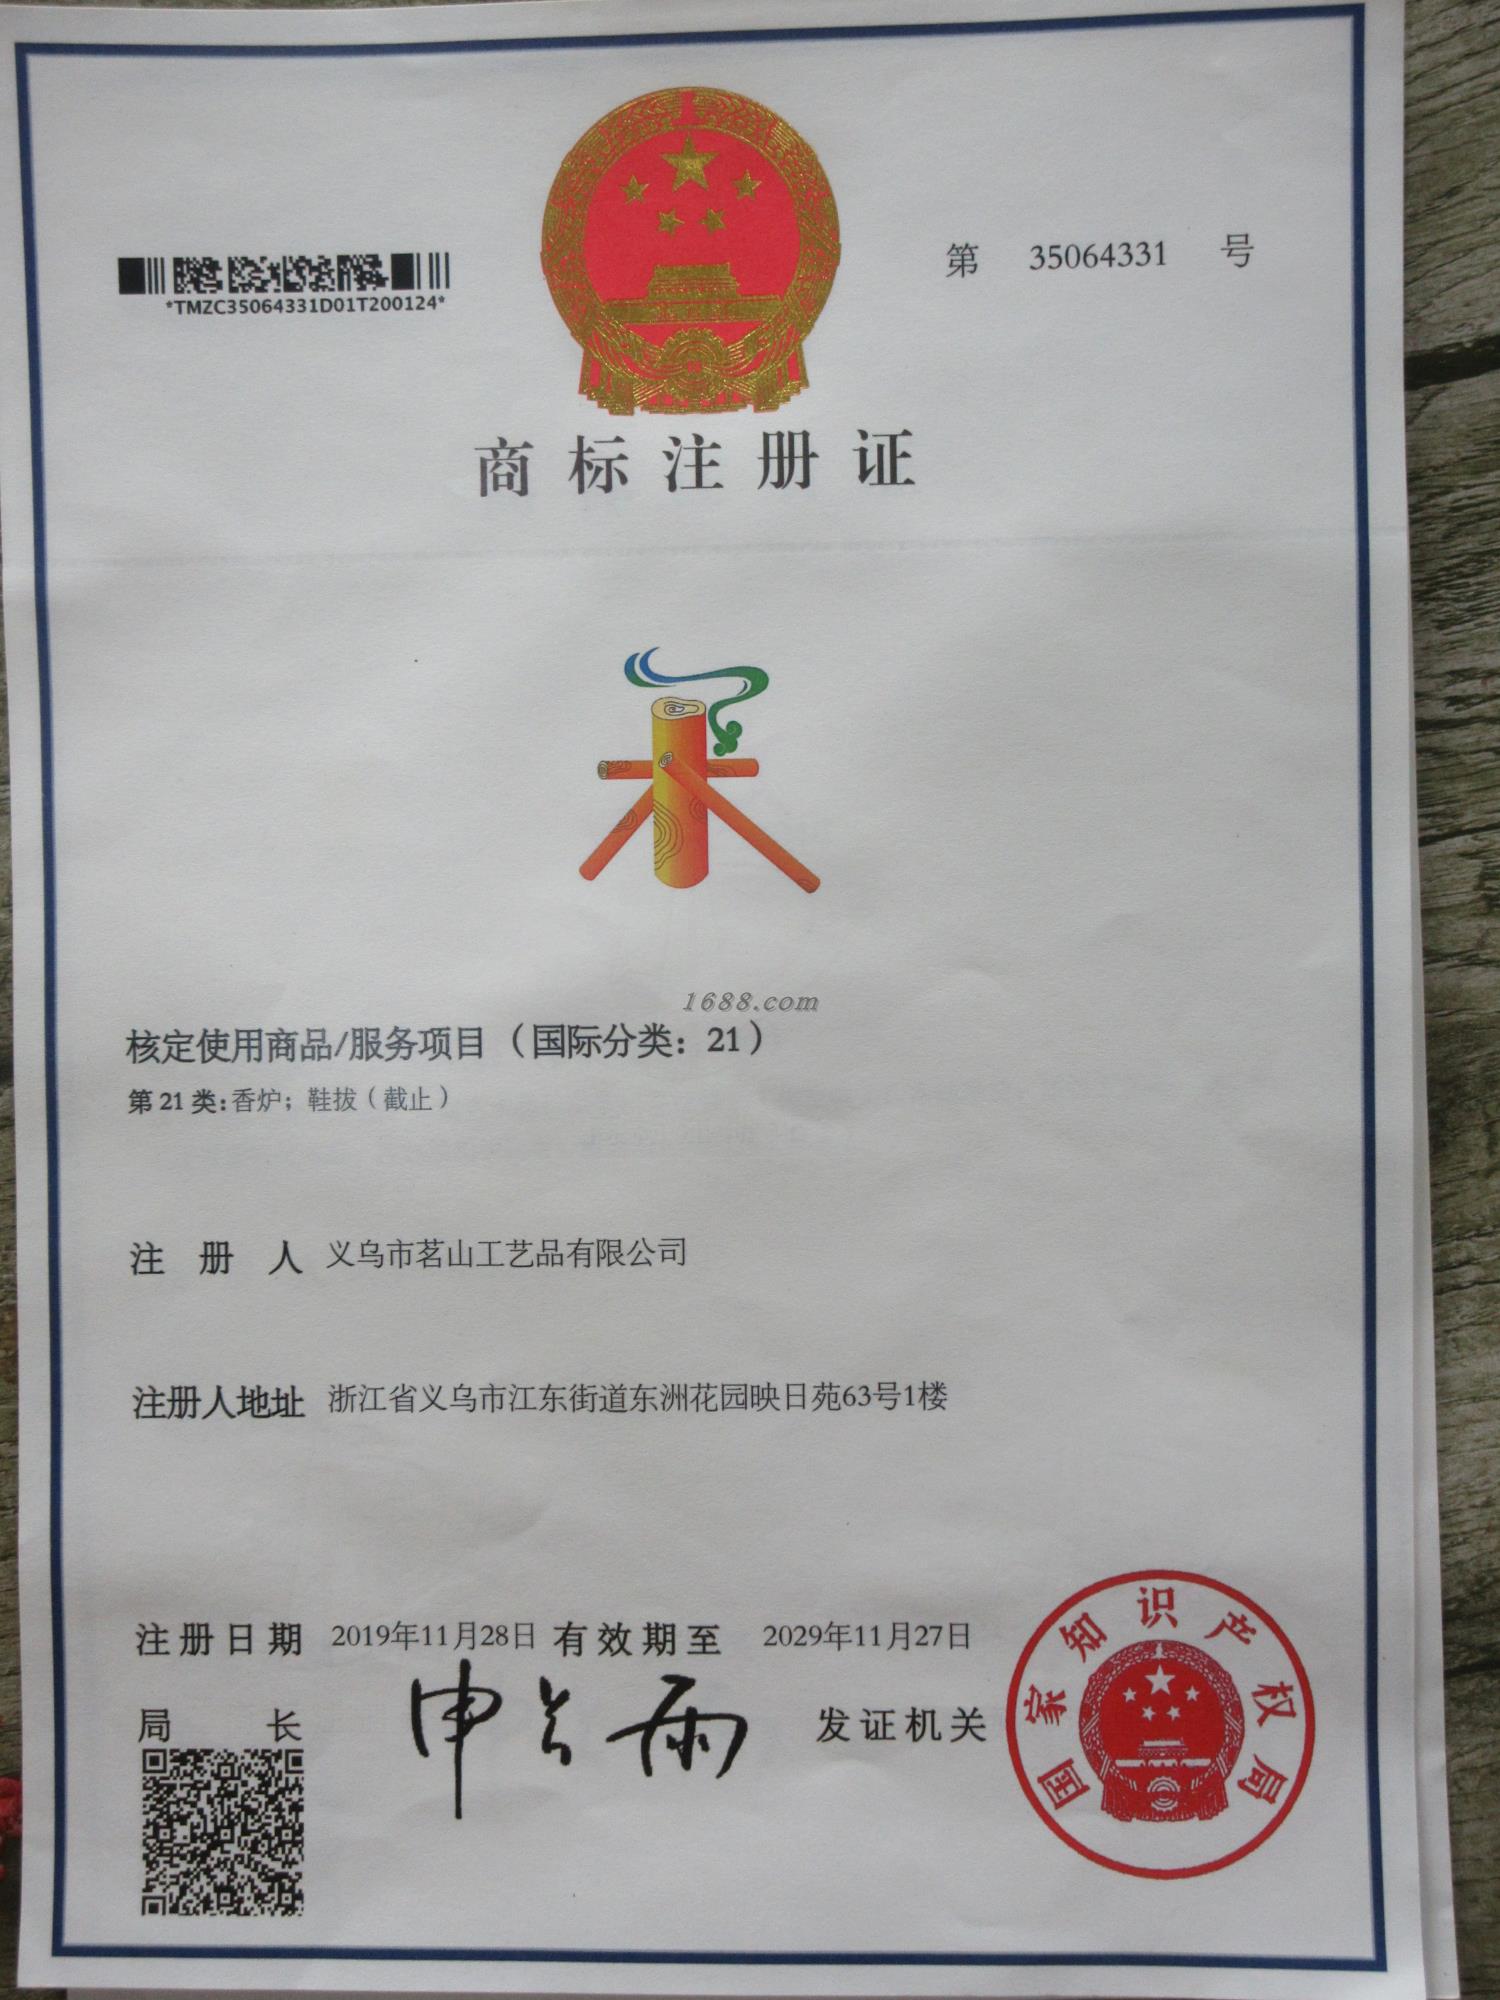 第 35064331 号
*TMZC35064331D01T200124*
商标注册证
1688.com
核定使用商品/服务项目（国际分类：21）
第 21 类：香炉；鞋拔（截止）
注册人 义乌市茗山工艺品有限公司
注册人地址 浙江省义乌市江东街道东洲花园映日苑63号1楼
注册日期 2019年11月28日 有效期至 2029年11月27日
局长 申长雨 发证机关
国家知识产权局